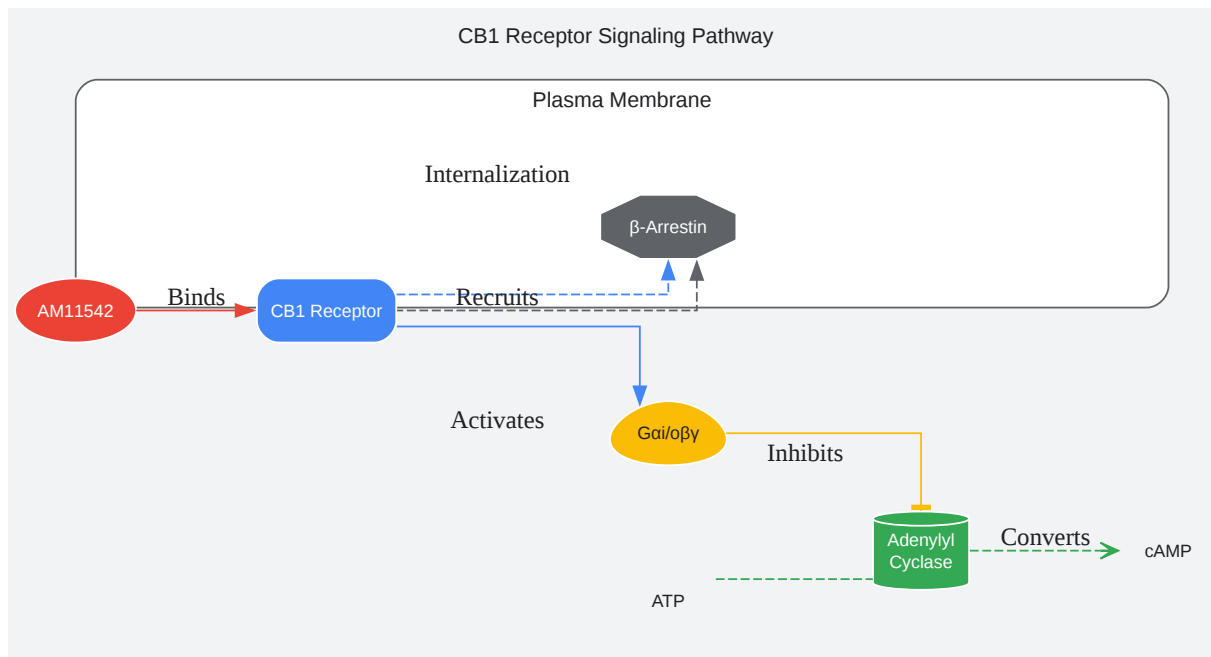 CB1 Receptor Signaling Pathway
Plasma Membrane
Internalization
β-Arrestin
AM11542
Binds
CB1 Receptor
Recruits
Activates
Gαi/oβγ
Inhibits
Adenylyl
Cyclase
Converts
cAMP
ATP